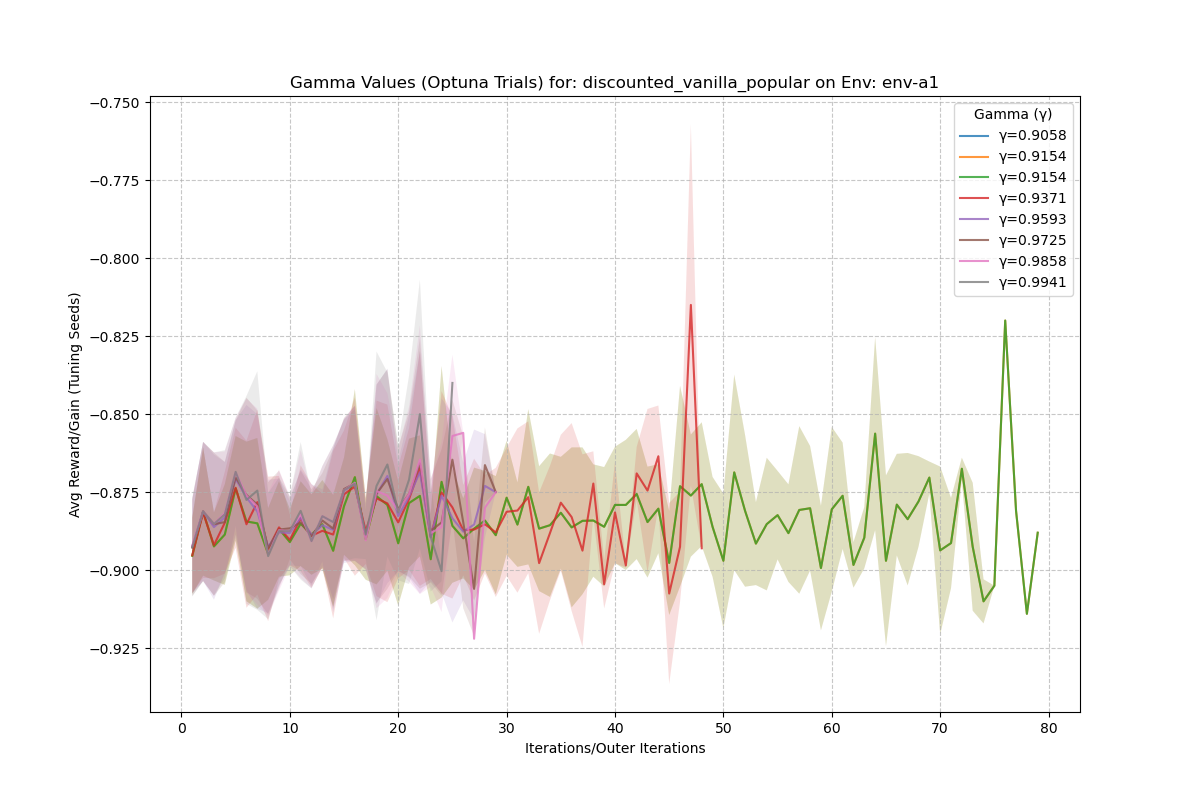 Gamma Values (Optuna Trials) for: discounted_vanilla_popular on Env: env-a1
Avg Reward/Gain (Tuning Seeds)
−0.750
−0.775
−0.800
−0.825
−0.850
−0.875
−0.900
−0.925
Gamma (γ)
γ=0.9058
γ=0.9154
γ=0.9154
γ=0.9371
γ=0.9593
γ=0.9725
γ=0.9858
γ=0.9941
0 10 20 30 40 50 60 70 80
Iterations/Outer Iterations